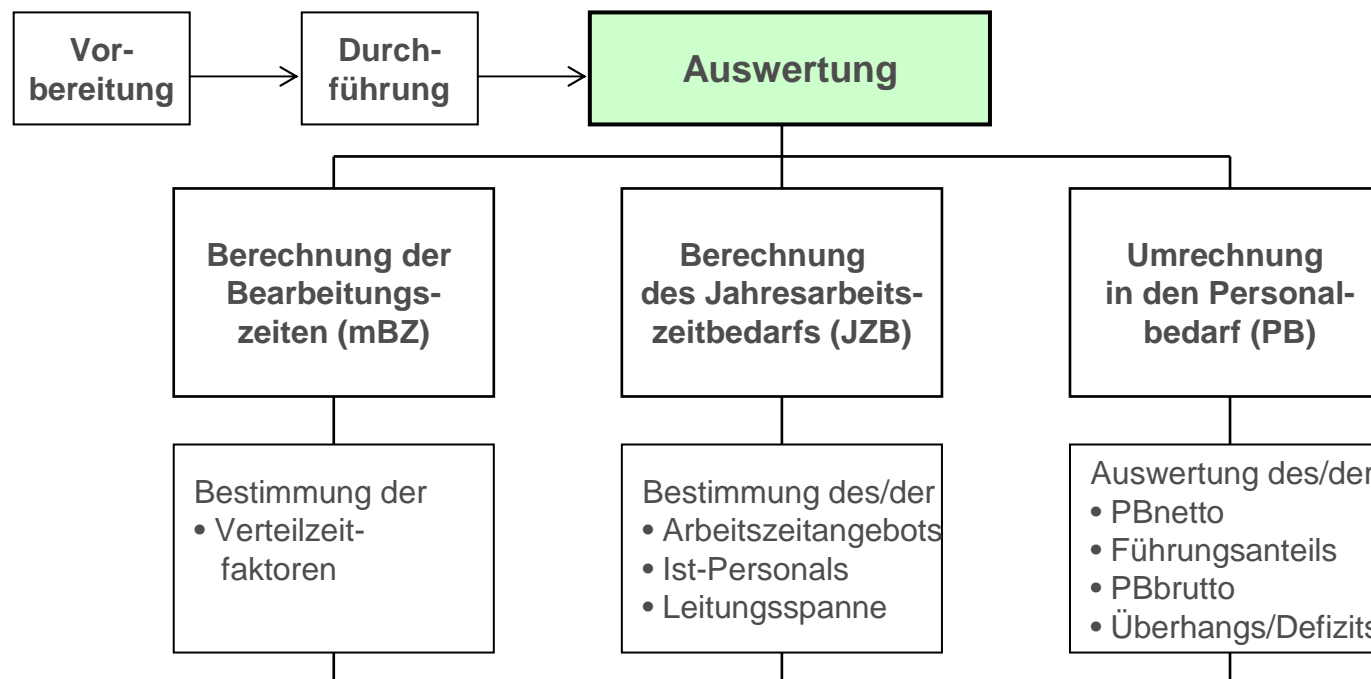 Vor-
bereitung
Durch-
führung
Auswertung
Berechnung der
Bearbeitungs-
zeiten (mBZ)
Berechnung
des Jahresarbeits-
zeitbedarfs (JZB)
Umrechnung
in den Personal-
bedarf (PB)
Bestimmung der
• Verteilzeit-
faktoren
Bestimmung des/der
• Arbeitszeitangebots
• Ist-Personals
• Leitungsspanne
Auswertung des/der
• PBnetto
• Führungsanteils
• PBbrutto
• Überhangs/Defizits